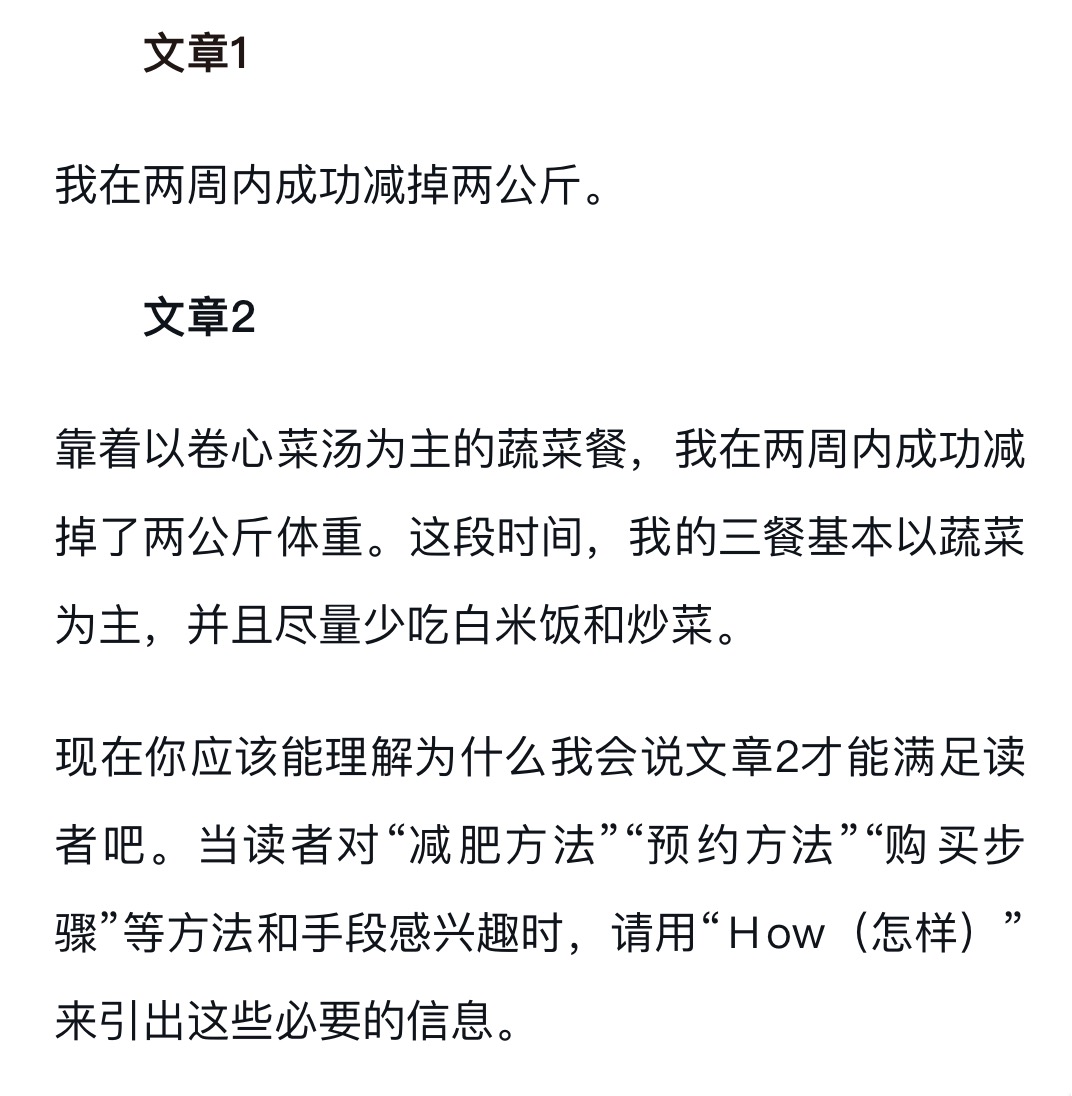 文章1
我在两周内成功减掉两公斤。
文章2
靠着以卷心菜汤为主的蔬菜餐，我在两周内成功减
掉了两公斤体重。这段时间，我的三餐基本以蔬菜
为主，并且尽量少吃白米饭和炒菜。
现在你应该能理解为什么我会说文章2才能满足读
者吧。当读者对“减肥方法”“预约方法”“购买步
骤”等方法和手段感兴趣时，请用“How（怎样）”
来引出这些必要的信息。